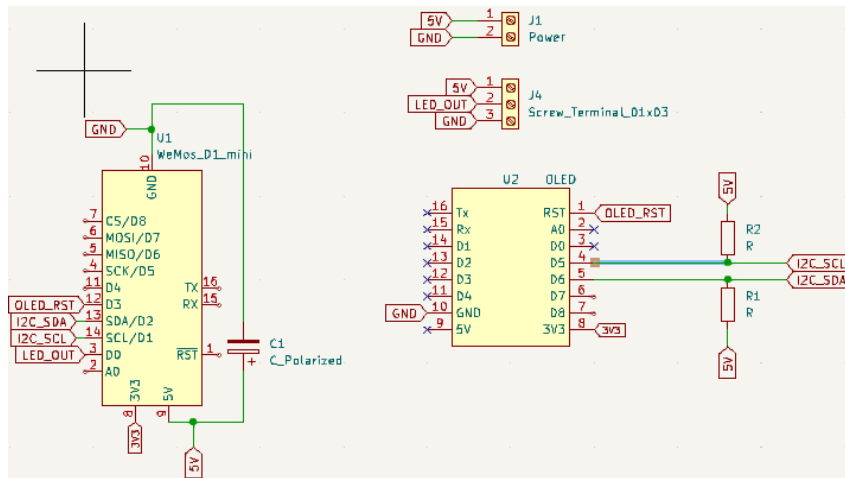 5V 1 J1
GND 2 Power
5V 1 J4
LED_OUT 2
GND 3 Screw_Terminal_01x03
GND U1
WeMos_D1_mini
10
GND
7 CS/D8
6 MOSI/D7
5 MISO/D6
4 SCK/D5
11 D4 TX 16
OLED_RST 12 D3 RX 15
I2C_SDA 13 SDA/D2
I2C_SCL 14 SCL/D1
LED_OUT 3 D0 RST 1
2 A0
3V3 5V
8 9
3V3
5V
C1
C_Polarized
+
U2 OLED
16 Tx RST 1 OLED_RST
15 Rx A0 2
14 D1 D0 3
13 D2 D5 4
12 D3 D6 5
11 D4 D7 6
GND 10 GND D8 7
9 5V 3V3 8 3V3
5V
R2
R
I2C_SCL
I2C_SDA
R1
R
5V